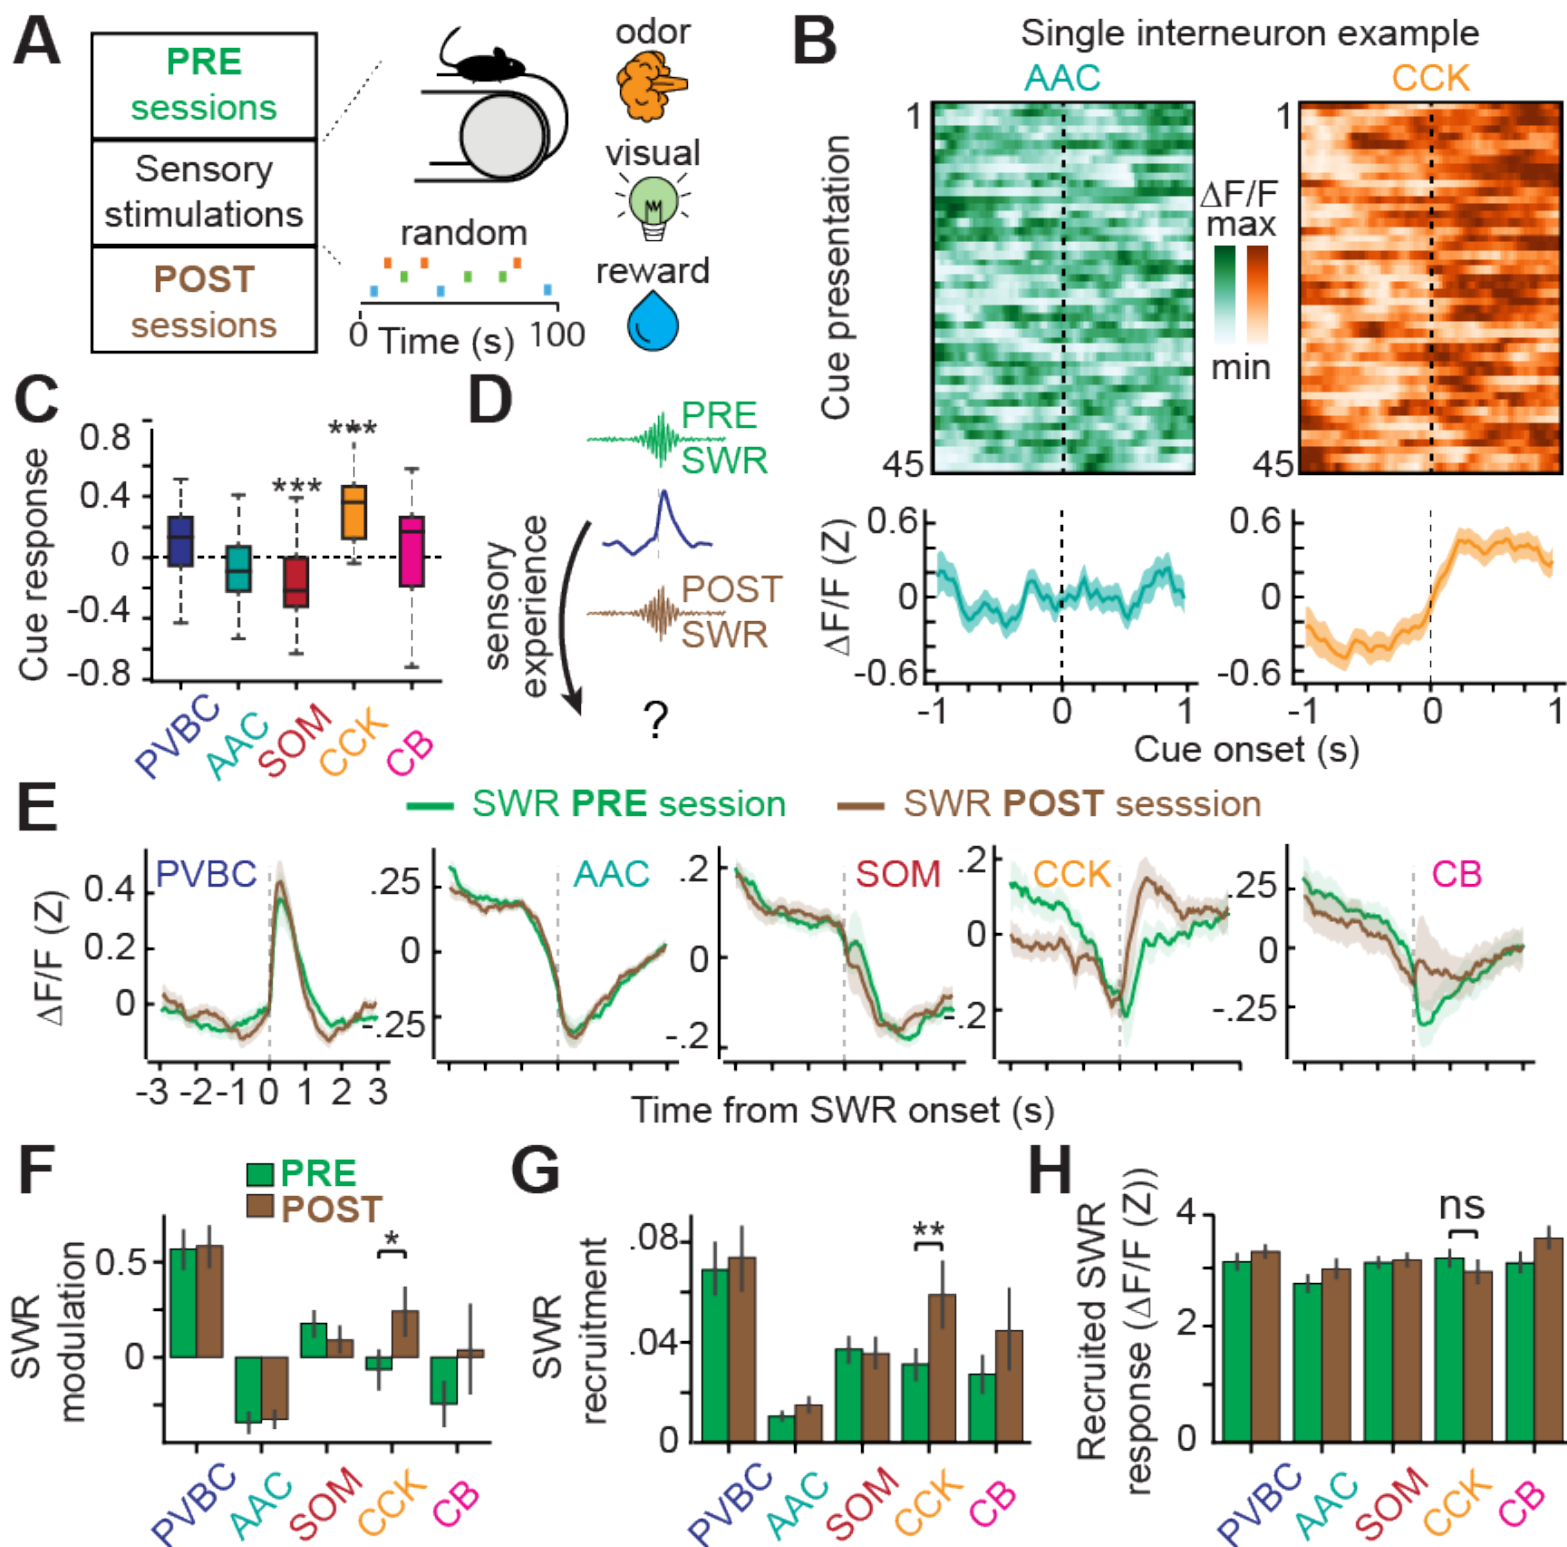 A
PRE
sessions
Sensory
stimulations
POST
sessions
random
0 Time (s) 100
odor
visual
reward
B
Single interneuron example
AAC
CCK
Cue presentation
1
45
1
45
ΔF/F
max
min
ΔF/F (Z)
0.6
0
-0.6
0.6
0
-0.6
-1 0 1
-1 0 1
Cue onset (s)
C
Cue response
0.8
0.4
0
-0.4
-0.8
***
***
PVBC
AAC
SOM
CCK
CB
D
sensory
experience
PRE
SWR
POST
SWR
?
E
SWR PRE session
SWR POST sesssion
ΔF/F (Z)
PVBC
0.4
0.2
0
-3 -2 -1 0 1 2 3
AAC
.25
0
-.25
SOM
.2
0
-.2
CCK
.2
0
-.2
CB
.25
0
-.25
Time from SWR onset (s)
F
PRE
POST
SWR
modulation
0.5
0
*
PVBC
AAC
SOM
CCK
CB
G
SWR
recruitment
.08
.04
0
**
PVBC
AAC
SOM
CCK
CB
H
Recruited SWR
response (ΔF/F (Z))
4
2
0
ns
PVBC
AAC
SOM
CCK
CB